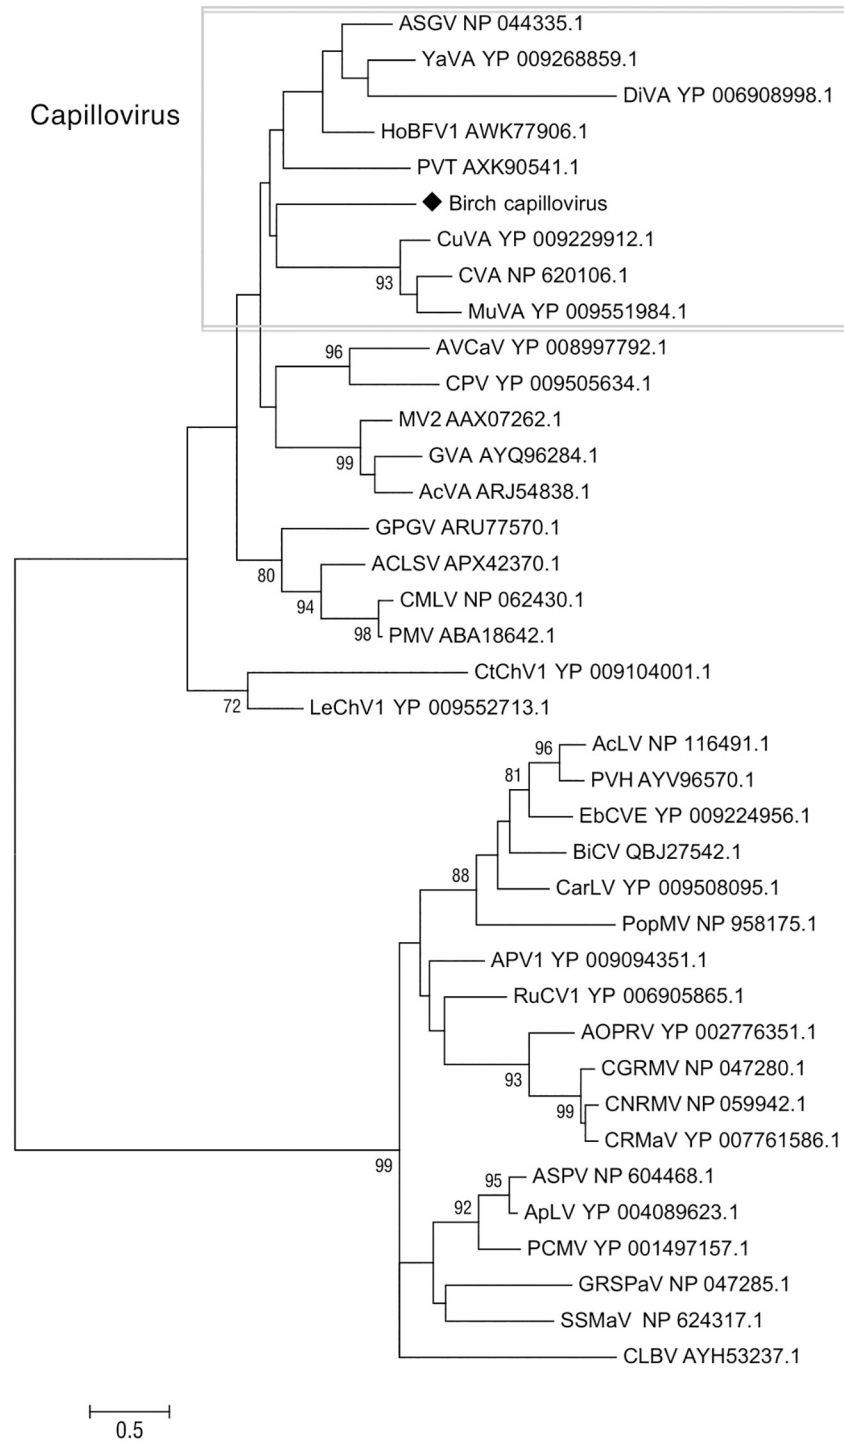 ASGV NP 044335.1
YaVA YP 009268859.1
DiVA YP 006908998.1
Capillovirus
HoBFV1 AWK77906.1
PVT AXK90541.1
Birch capillovirus
CuVA YP 009229912.1
93
CVA NP 620106.1
MuVA YP 009551984.1
AVCaV YP 008997792.1
96
CPV YP 009505634.1
MV2 AAX07262.1
GVA AYQ96284.1
99
AcVA ARJ54838.1
GPGV ARU77570.1
80
ACLSV APX42370.1
94
CMLV NP 062430.1
98
PMV ABA18642.1
CtChV1 YP 009104001.1
72
LeChV1 YP 009552713.1
96
AcLV NP 116491.1
81
PVH AYV96570.1
EbCVE YP 009224956.1
BiCV QBJ27542.1
88
CarLV YP 009508095.1
PopMV NP 958175.1
APV1 YP 009094351.1
RuCV1 YP 006905865.1
AOPRV YP 002776351.1
93
CGRMV NP 047280.1
99
CNRMV NP 059942.1
CRMaV YP 007761586.1
99
95
ASPV NP 604468.1
92
ApLV YP 004089623.1
PCMV YP 001497157.1
GRSPaV NP 047285.1
SSMaV NP 624317.1
CLBV AYH53237.1
0.5